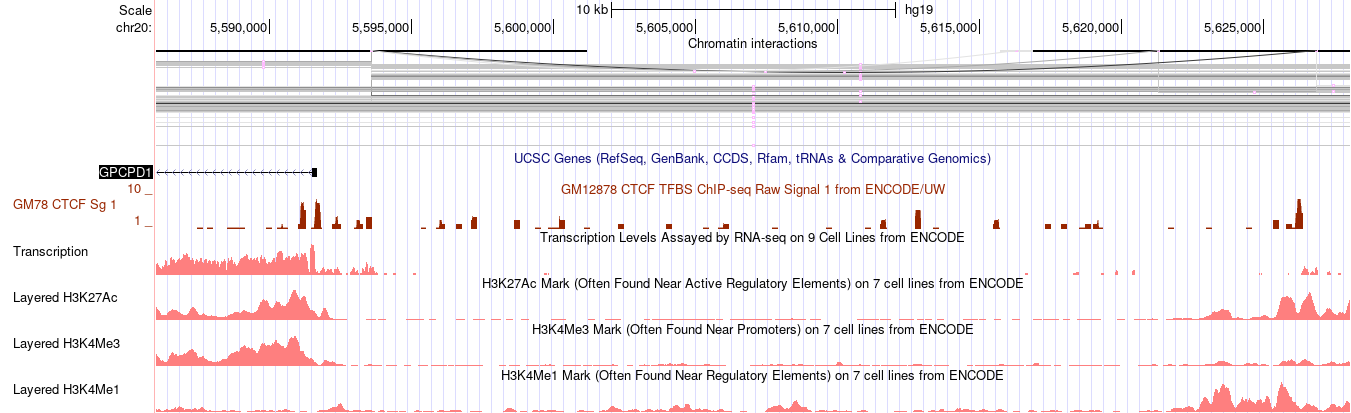 Scale 10 kb hg19
chr20: 5,590,000 5,595,000 5,600,000 5,605,000 5,610,000 5,615,000 5,620,000 5,625,000
Chromatin interactions
UCSC Genes (RefSeq, GenBank, CCDS, Rfam, tRNAs & Comparative Genomics)
GPCPD1
GM12878 CTCF TFBS ChIP-seq Raw Signal 1 from ENCODE/UW
10 _
GM78 CTCF Sg 1
1 _
Transcription Levels Assayed by RNA-seq on 9 Cell Lines from ENCODE
Transcription
H3K27Ac Mark (Often Found Near Active Regulatory Elements) on 7 cell lines from ENCODE
Layered H3K27Ac
H3K4Me3 Mark (Often Found Near Promoters) on 7 cell lines from ENCODE
Layered H3K4Me3
H3K4Me1 Mark (Often Found Near Regulatory Elements) on 7 cell lines from ENCODE
Layered H3K4Me1